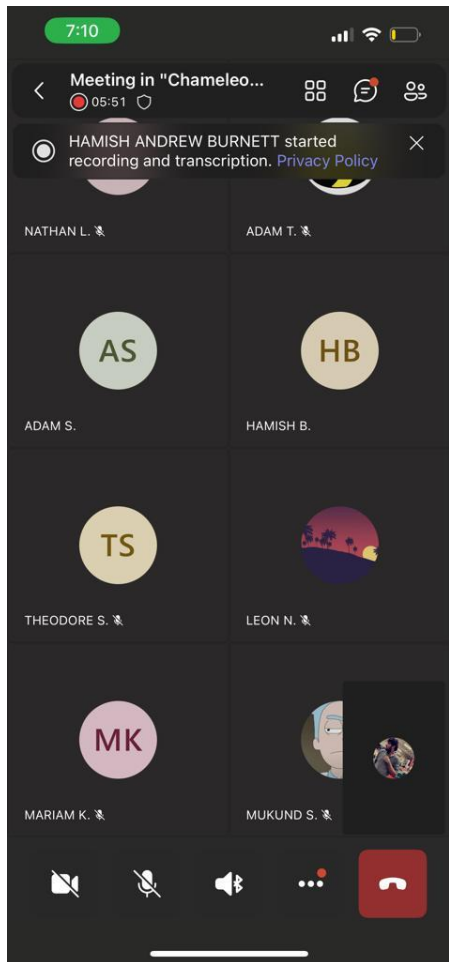 7:10
Meeting in "Chameleo...
05:51
HAMISH ANDREW BURNETT started
recording and transcription. Privacy Policy
NATHAN L.
ADAM T.
AS
HB
ADAM S.
HAMISH B.
TS
THEODORE S.
LEON N.
MK
MARIAM K.
MUKUND S.